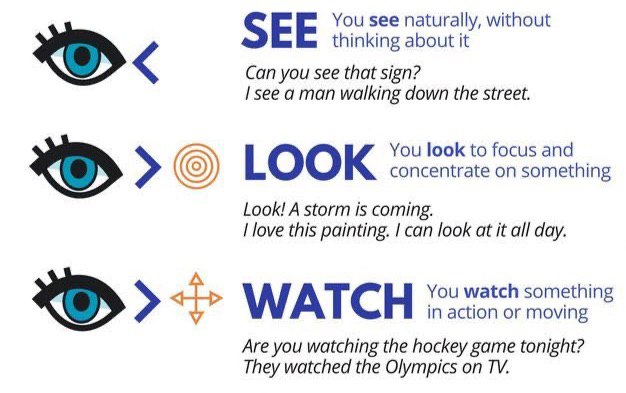 SEE
You see naturally, without
thinking about it
Can you see that sign?
I see a man walking down the street.
LOOK
You look to focus and
concentrate on something
Look! A storm is coming.
I love this painting. I can look at it all day.
WATCH
You watch something
in action or moving
Are you watching the hockey game tonight?
They watched the Olympics on TV.